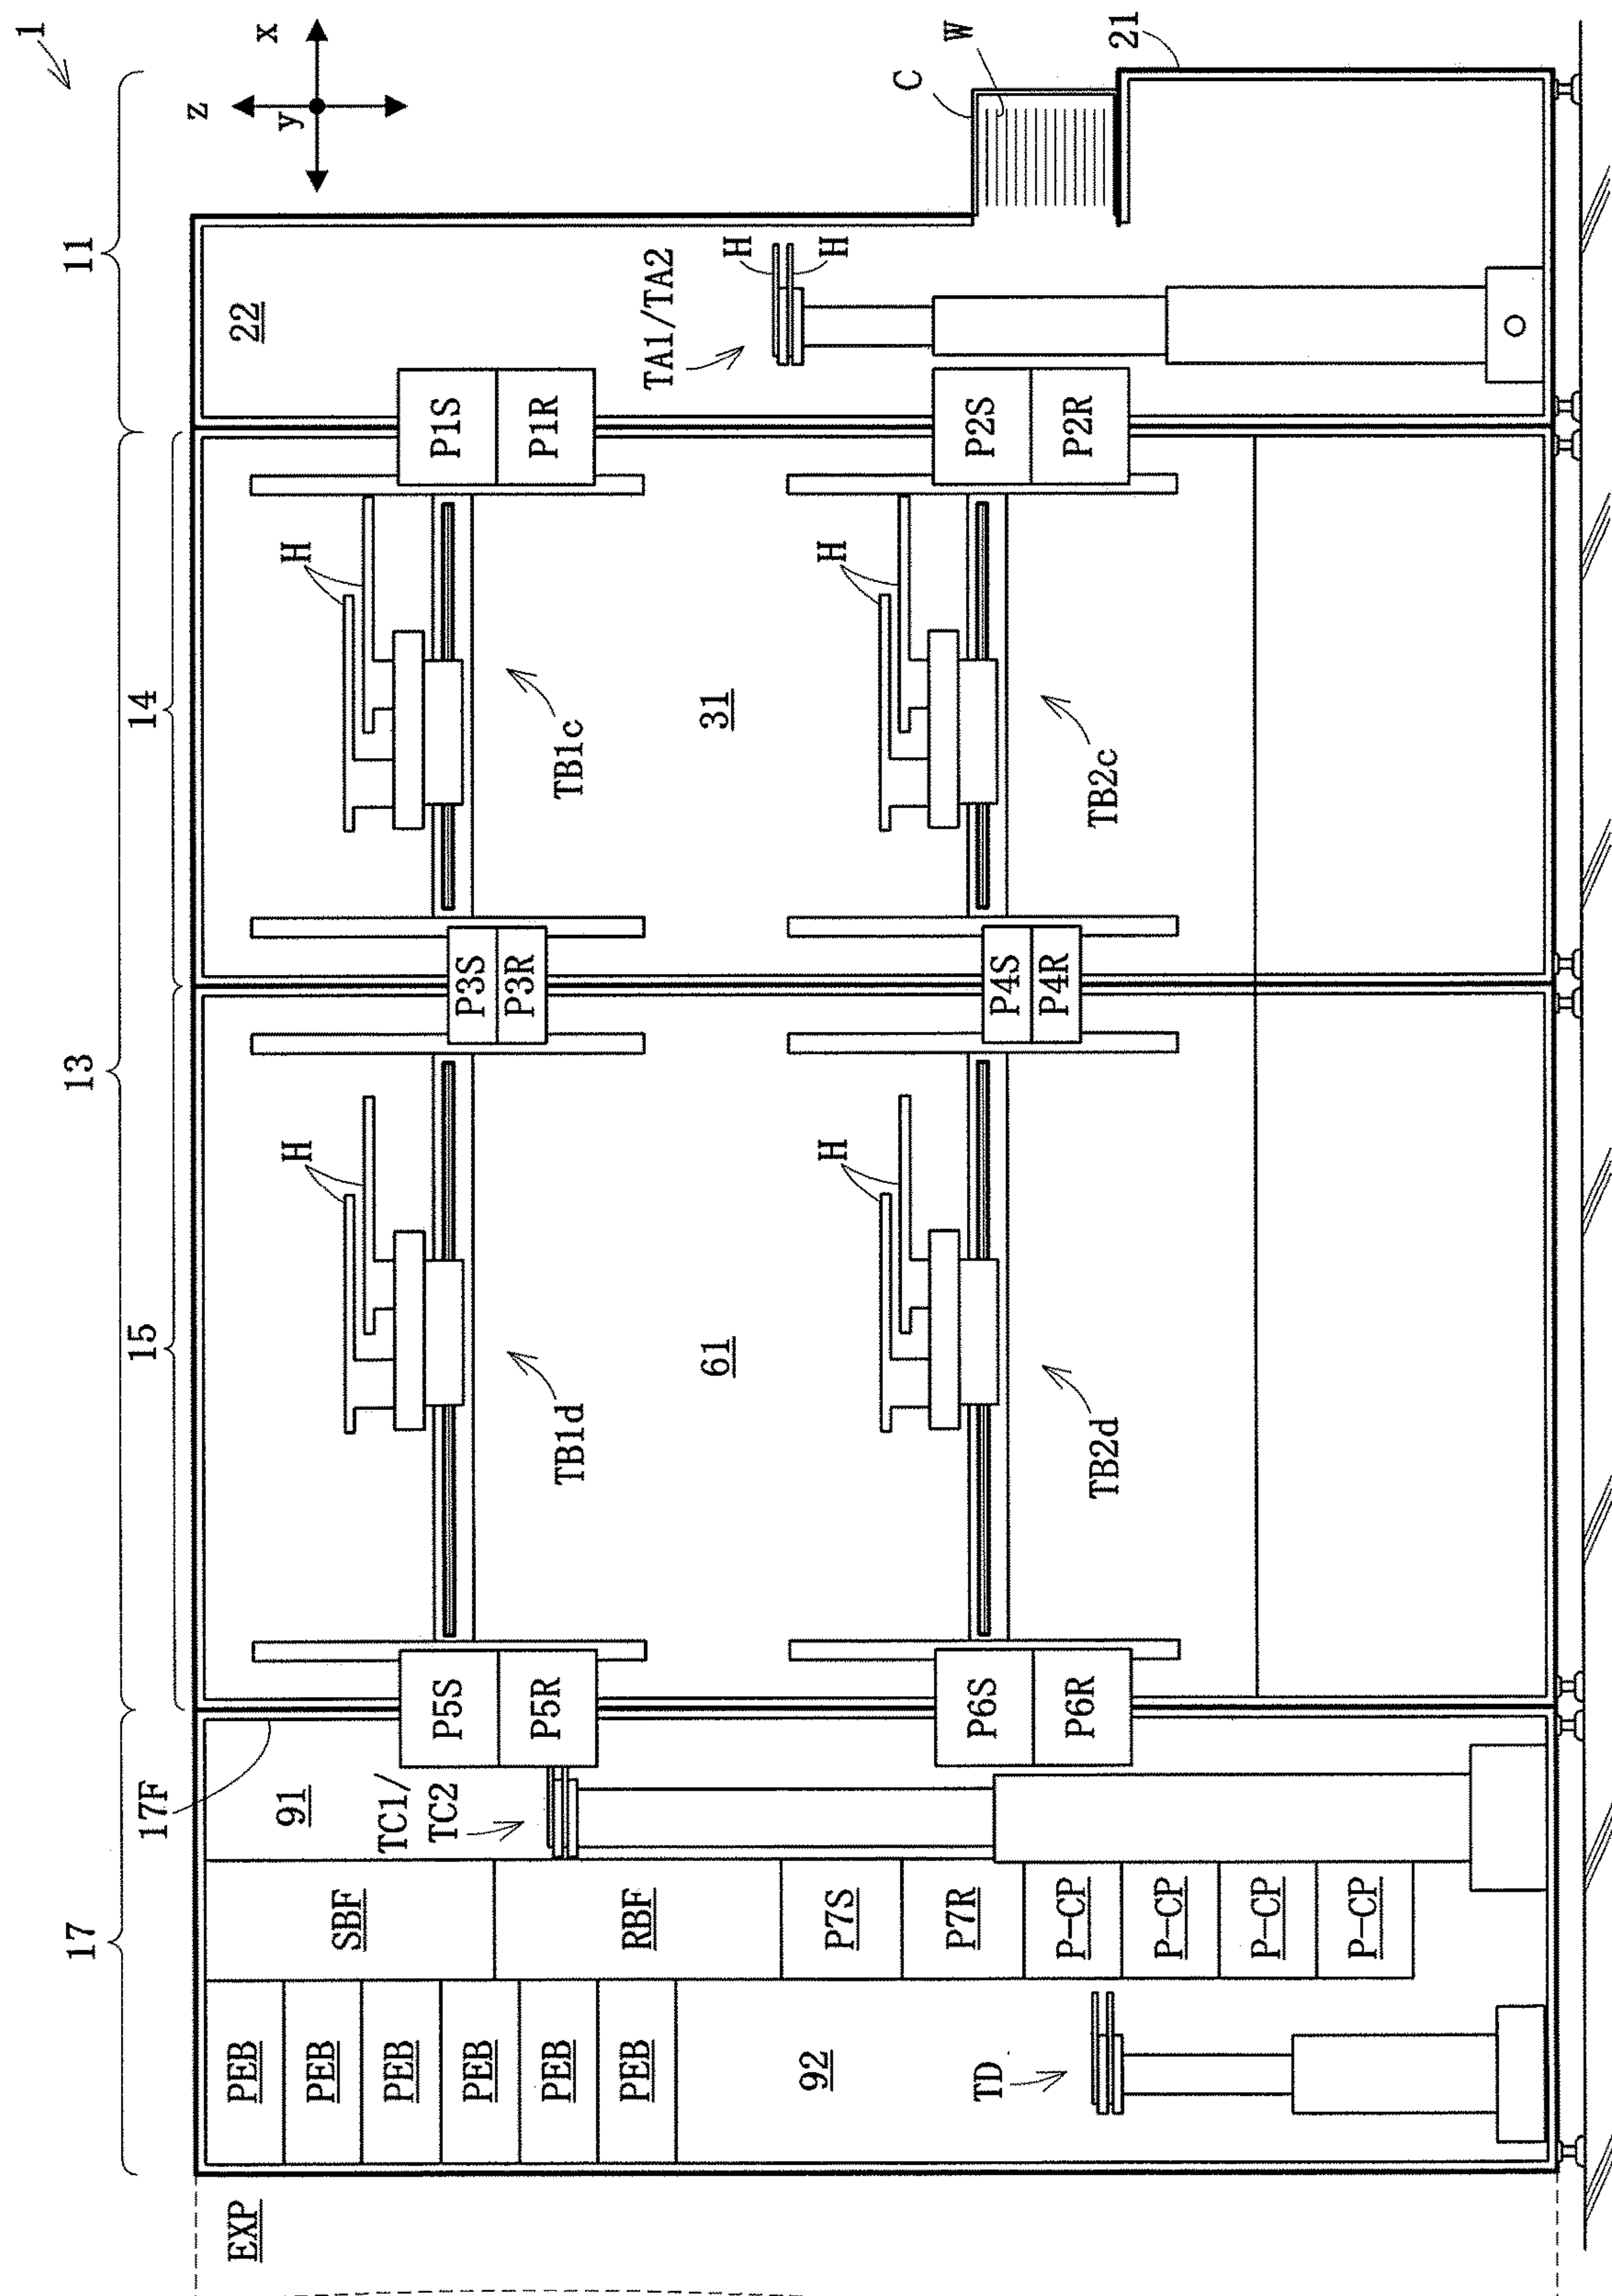 1
17
13
11
17F
15
14
EXP
91
22
z
y
x
PEB
PEB
PEB
PEB
PEB
PEB
SBF
RBF
P7S
P7R
P-CP
P-CP
P-CP
P-CP
TC1/
TC2
92
TD
P5S
P5R
P6S
P6R
H
TB1d
61
H
TB2d
P3S
P3R
P4S
P4R
H
TB1c
31
H
TB2c
P1S
P1R
P2S
P2R
TA1/TA2
H
H
C
W
21